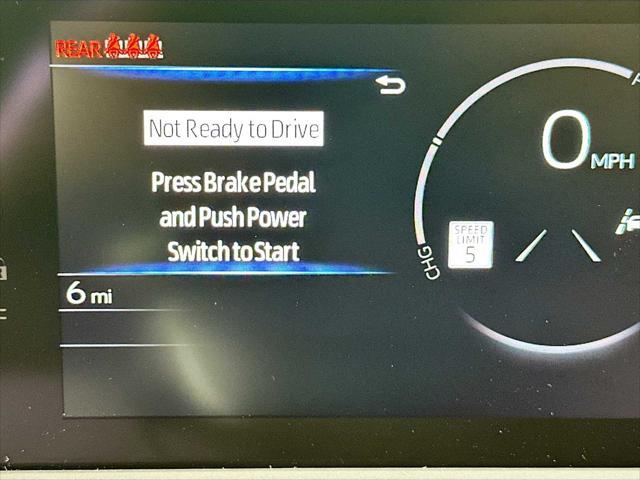 REAR
Not Ready to Drive
Press Brake Pedal
and Push Power
Switch to Start
6 mi
0 MPH
SPEED
LIMIT
5
CHG